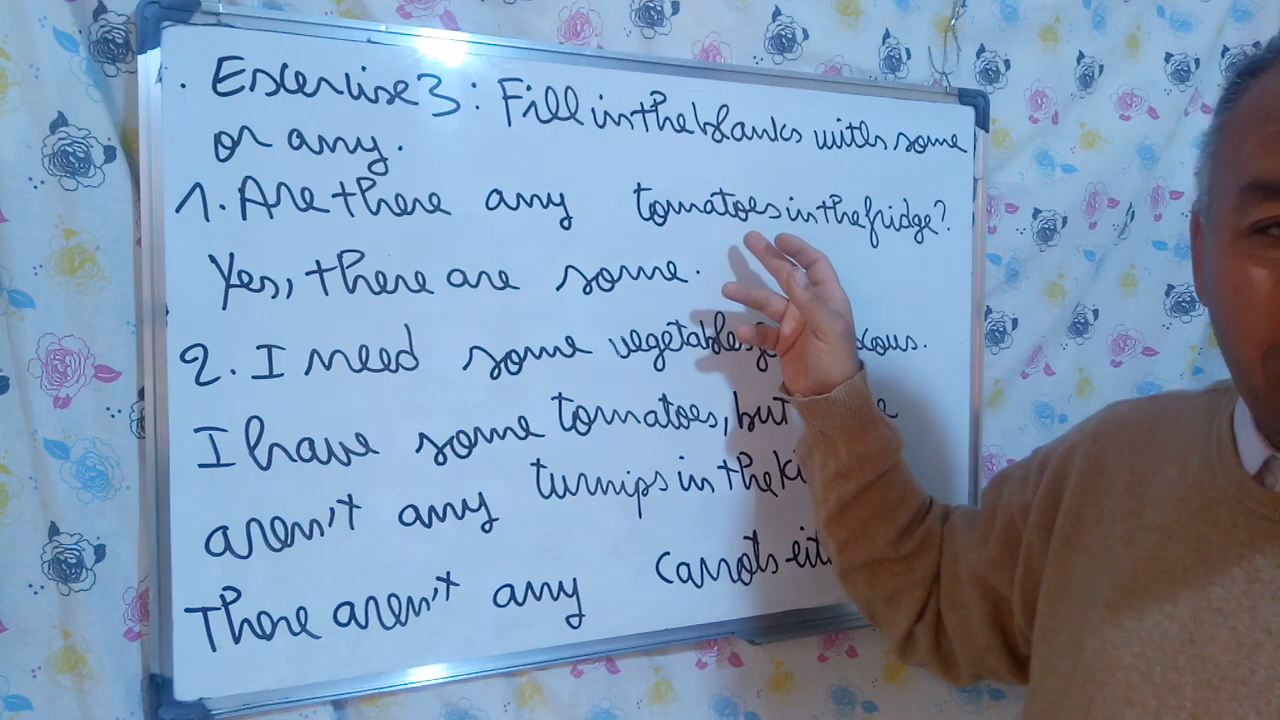 . Exercise 3: Fill in the blanks with some
or any.
1. Are there any tomatoes in the fridge?
Yes, there are some.
2. I need some vegetables
I have some tomatoes, but
aren't any turnips in the
There aren't any carrots